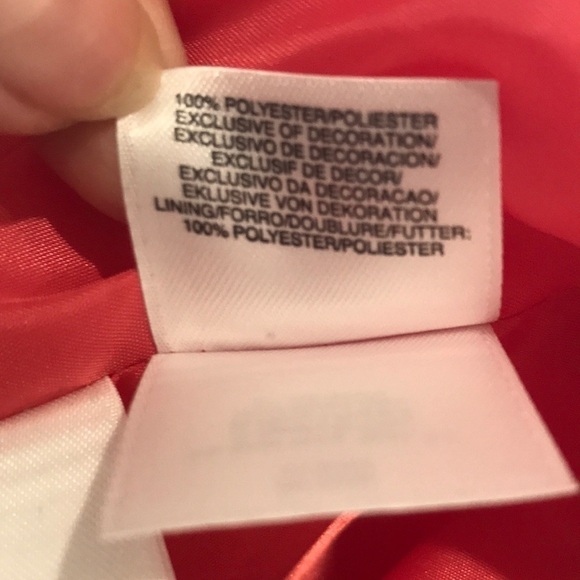 100% POLYESTER/POLIESTER
EXCLUSIVE OF DECORATION/
EXCLUSIVO DE DECORACION/
EXCLUSIF DE DECOR/
EXCLUSIVO DA DECORACAO/
EKLUSIVE VON DEKORATION
LINING/FORRO/DOUBLURE/FUTTER:
100% POLYESTER/POLIESTER